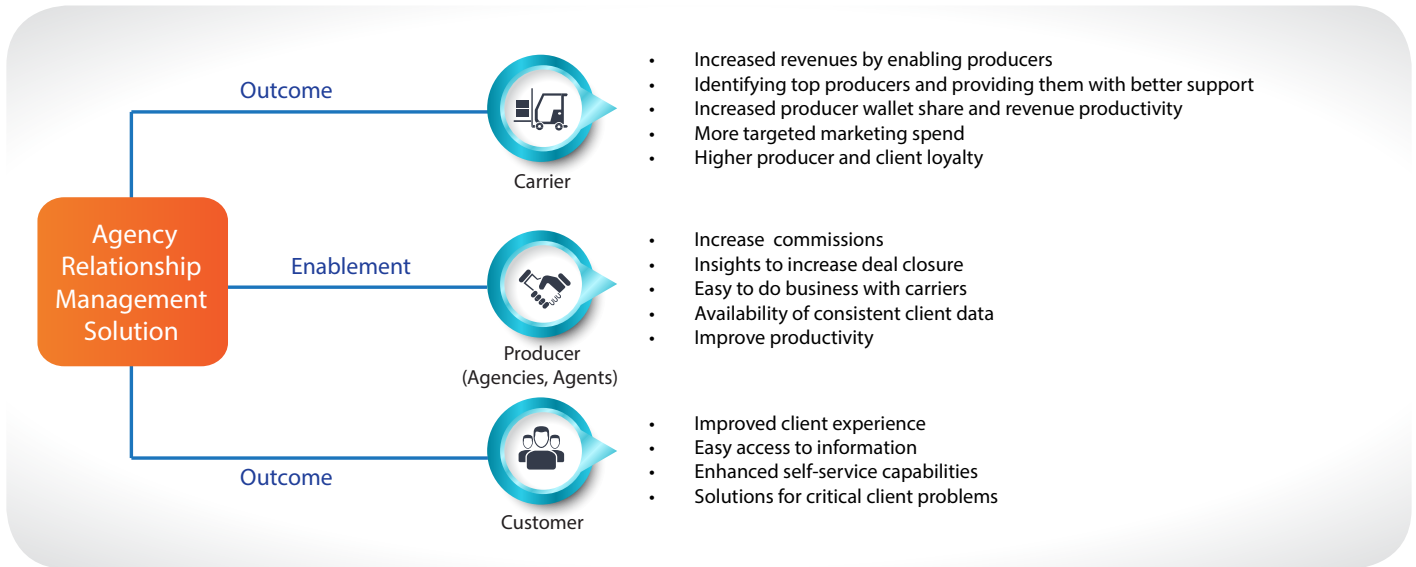 Outcome
Carrier
• Increased revenues by enabling producers
• Identifying top producers and providing them with better support
• Increased producer wallet share and revenue productivity
• More targeted marketing spend
• Higher producer and client loyalty
Agency
Relationship
Management
Solution
Enablement
Producer
(Agencies, Agents)
• Increase commissions
• Insights to increase deal closure
• Easy to do business with carriers
• Availability of consistent client data
• Improve productivity
Outcome
Customer
• Improved client experience
• Easy access to information
• Enhanced self-service capabilities
• Solutions for critical client problems